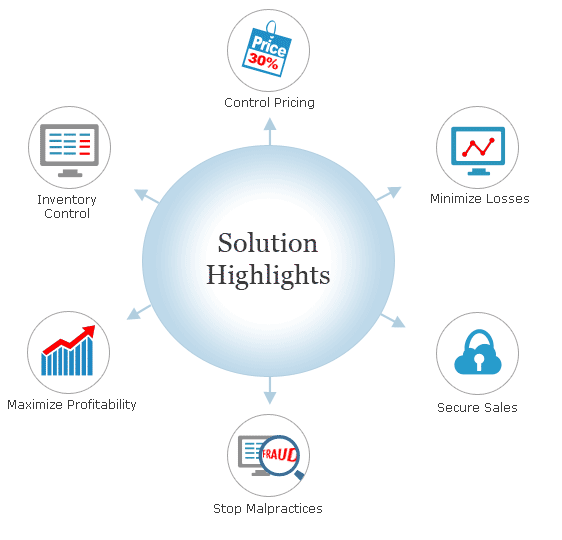 Price
30%
Control Pricing
Inventory
Control
Minimize Losses
Solution
Highlights
Maximize Profitability
Secure Sales
FRAUD
Stop Malpractices